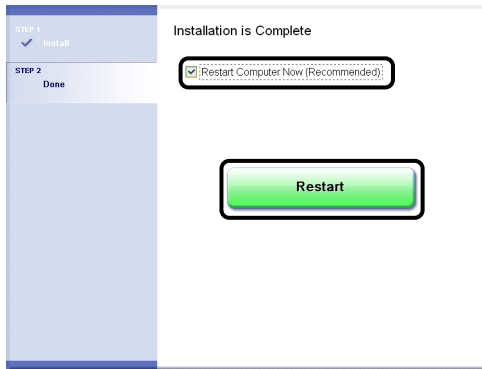 STEP 1
Install
STEP 2
Done
Installation is Complete
Restart Computer Now (Recommended)
Restart